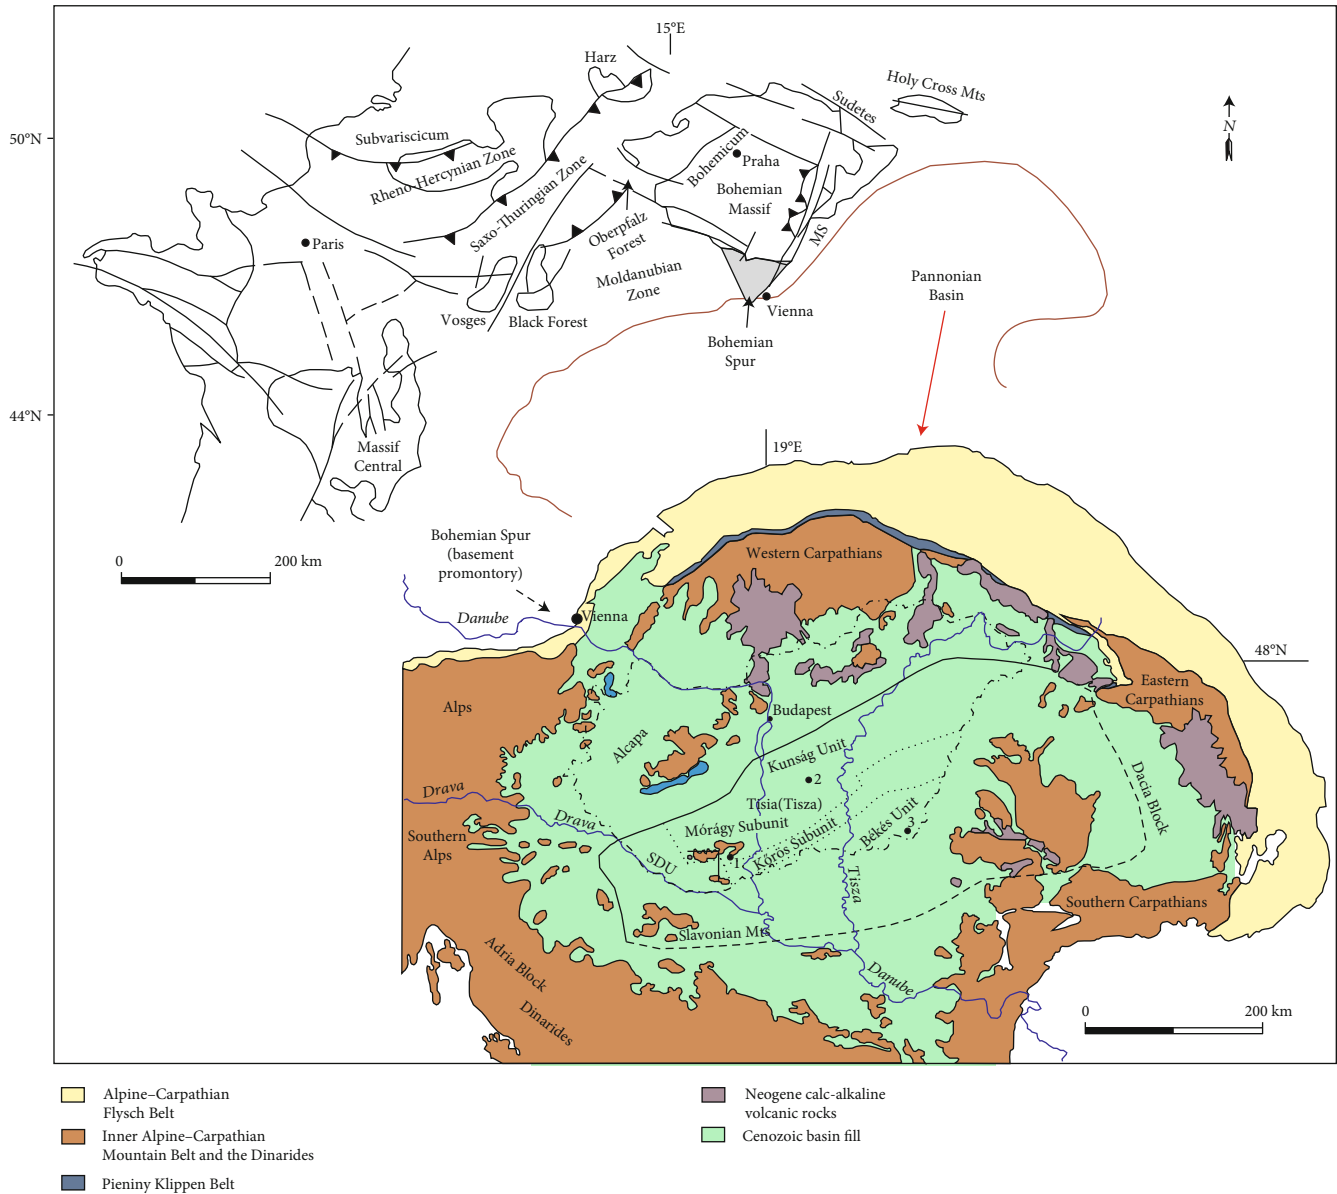 15°E
Harz
Holy Cross Mts
Sudetes
50°N
Subvariscicum
Rheno-Hercynian Zone
Saxo-Thuringian Zone
Bohemicum
Praha
Bohemian
Massif
N
Paris
Oberpfalz
Forest
MS
Moldanubian
Zone
Pannonian
Basin
Vosges
Black Forest
Vienna
Bohemian
Spur
44°N
Massif
Central
19°E
0
200 km
Bohemian Spur
(basement
promontory)
Western Carpathians
Danube
Vienna
48°N
Alps
Eastern
Carpathians
Budapest
Alcapa
Kunság Unit
2
Drava
Tisia(Tisza)
Dacia Block
Drava
Mórágy Subunit
Békés Unit
3
Southern
Alps
SDU
1
Kőrös Subunit
Tisza
Southern Carpathians
Slavonian Mts
Adria Block
Danube
Dinarides
0
200 km
Alpine–Carpathian
Flysch Belt
Inner Alpine–Carpathian
Mountain Belt and the Dinarides
Pieniny Klippen Belt
Neogene calc-alkaline
volcanic rocks
Cenozoic basin fill